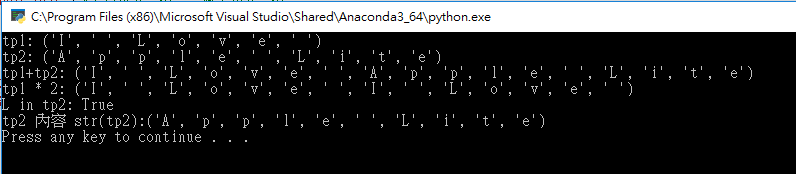 C:\Program Files (x86)\Microsoft Visual Studio\Shared\Anaconda3_64\python.exe
tp1: ('I', ' ', 'L', 'o', 'v', 'e', ' ')
tp2: ('A', 'p', 'p', 'l', 'e', ' ', 'L', 'i', 't', 'e')
tp1+tp2: ('I', ' ', 'L', 'o', 'v', 'e', ' ', 'A', 'p', 'p', 'l', 'e', ' ', 'L', 'i', 't', 'e')
tp1 * 2: ('I', ' ', 'L', 'o', 'v', 'e', ' ', 'I', ' ', 'L', 'o', 'v', 'e', ' ')
L in tp2: True
tp2 內容 str(tp2):('A', 'p', 'p', 'l', 'e', ' ', 'L', 'i', 't', 'e')
Press any key to continue . . .